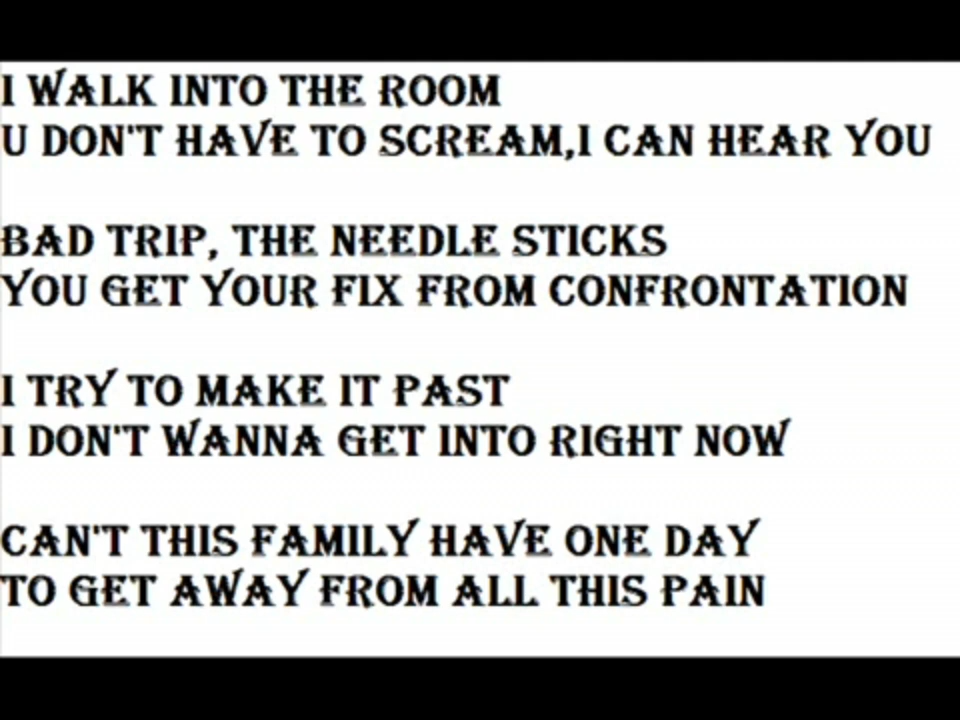 I WALK INTO THE ROOM
U DON'T HAVE TO SCREAM,I CAN HEAR YOU
BAD TRIP, THE NEEDLE STICKS
YOU GET YOUR FIX FROM CONFRONTATION
I TRY TO MAKE IT PAST
I DON'T WANNA GET INTO RIGHT NOW
CAN'T THIS FAMILY HAVE ONE DAY
TO GET AWAY FROM ALL THIS PAIN